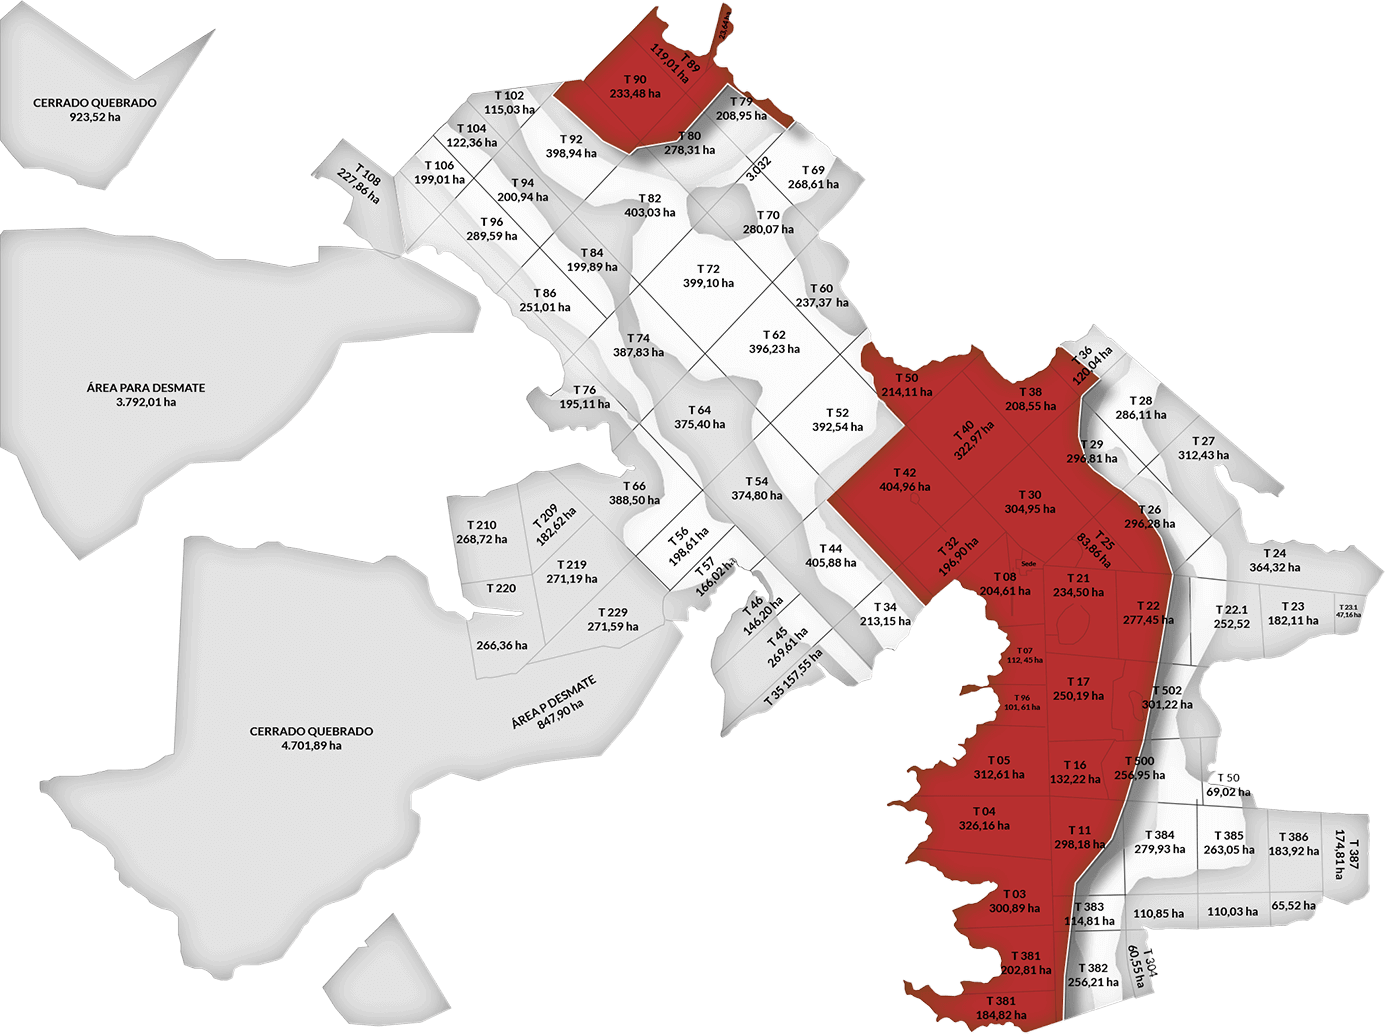 CERRADO QUEBRADO
923,52 ha
T 108
227,86 ha
T 106
199,01 ha
T 104
122,36 ha
T 102
115,03 ha
T 92
398,94 ha
T 90
233,48 ha
T 89
119,01 ha
23,64 ha
T 79
208,95 ha
T 80
278,31 ha
3.032
T 69
268,61 ha
T 94
200,94 ha
T 82
403,03 ha
T 70
280,07 ha
T 96
289,59 ha
T 84
199,89 ha
T 72
399,10 ha
T 60
237,37 ha
T 86
251,01 ha
T 74
387,83 ha
T 62
396,23 ha
ÁREA PARA DESMATE
3.792,01 ha
T 76
195,11 ha
T 64
375,40 ha
T 52
392,54 ha
T 50
214,11 ha
T 38
208,55 ha
T 36
120,04 ha
T 28
286,11 ha
T 27
312,43 ha
T 40
322,97 ha
T 29
296,81 ha
T 42
404,96 ha
T 30
304,95 ha
T 26
296,28 ha
T 66
388,50 ha
T 54
374,80 ha
T 210
268,72 ha
T 209
182,62 ha
T 56
198,61 ha
T 57
166,02 ha
T 44
405,88 ha
T 32
196,90 ha
T 25
83,86 ha
T 24
364,32 ha
T 219
271,19 ha
T 220
266,36 ha
T 229
271,59 ha
T 46
146,20 ha
T 45
269,61 ha
T 35 157,55 ha
T 34
213,15 ha
Sede
T 08
204,61 ha
T 21
234,50 ha
T 22
277,45 ha
T 22.1
252,52
T 23
182,11 ha
T 23.1
47,16 ha
T 07
112, 45 ha
T 96
101, 61 ha
T 17
250,19 ha
T 502
301,22 ha
ÁREA P DESMATE
847,90 ha
CERRADO QUEBRADO
4.701,89 ha
T 05
312,61 ha
T 16
132,22 ha
T 500
256,95 ha
T 50
69,02 ha
T 04
326,16 ha
T 11
298,18 ha
T 384
279,93 ha
T 385
263,05 ha
T 386
183,92 ha
T 387
174,81 ha
T 03
300,89 ha
T 383
114,81 ha
110,85 ha
110,03 ha
65,52 ha
T 381
202,81 ha
T 382
256,21 ha
T 304
60,55 ha
T 381
184,82 ha